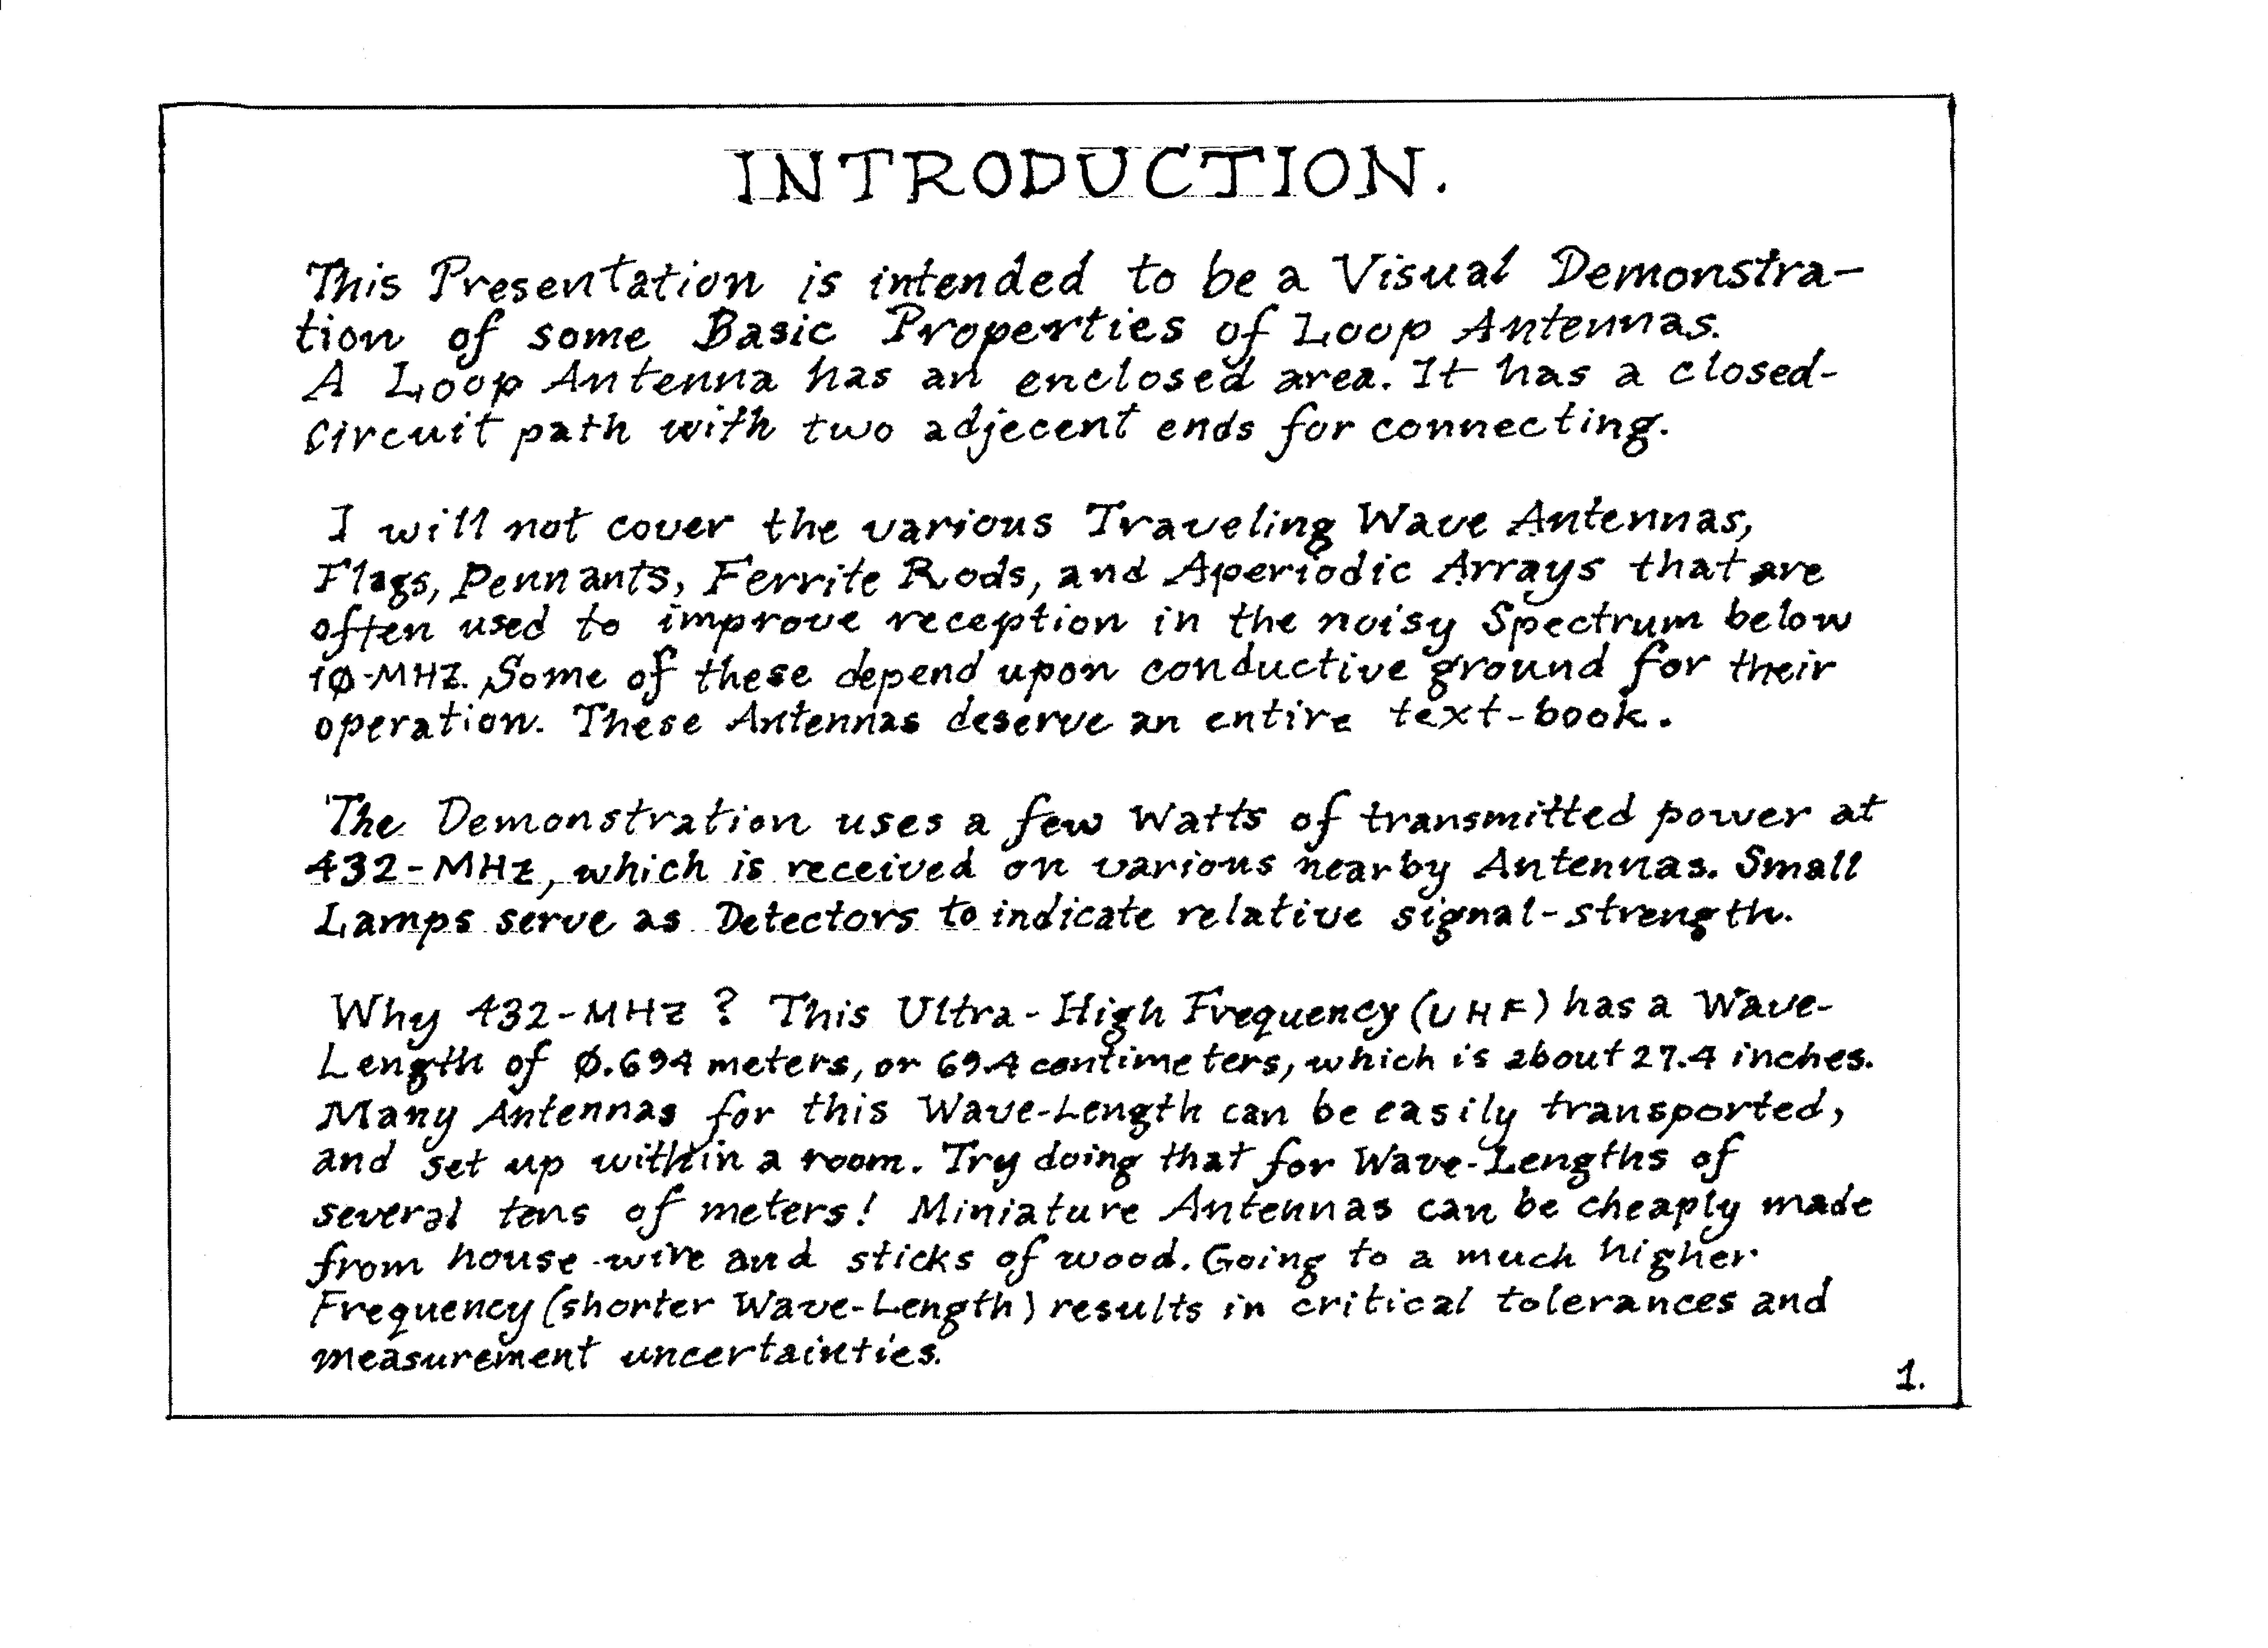 INTRODUCTION.
This Presentation is intended to be a Visual Demonstra-
tion of some Basic Properties of Loop Antennas.
A Loop Antenna has an enclosed area. It has a closed-
Circuit path with two adjecent ends for connecting.
I will not cover the various Traveling Wave Antennas,
Flags, Pennants, Ferrite Rods, and Aperiodic Arrays that are
often used to improve reception in the noisy Spectrum below
1Ø-MHZ. Some of these depend upon conductive ground for their
operation. These Antennas deserve an entire text-book.
The Demonstration uses a few Watts of transmitted power at
432-MHz, which is received on various nearby Antennas. Small
Lamps serve as Detectors to indicate relative signal-strength.
Why 432-MHz ? This Ultra-High Frequency (UHF) has a Wave-
Length of Ø.694 meters, or 69.4 centimeters, which is about 27.4 inches.
Many Antennas for this Wave-Length can be easily transported,
and set up within a room. Try doing that for Wave-Lengths of
several tens of meters! Miniature Antennas can be cheaply made
from house-wire and sticks of wood. Going to a much higher
Frequency (shorter Wave-Length) results in critical tolerances and
measurement uncertainties.
1.